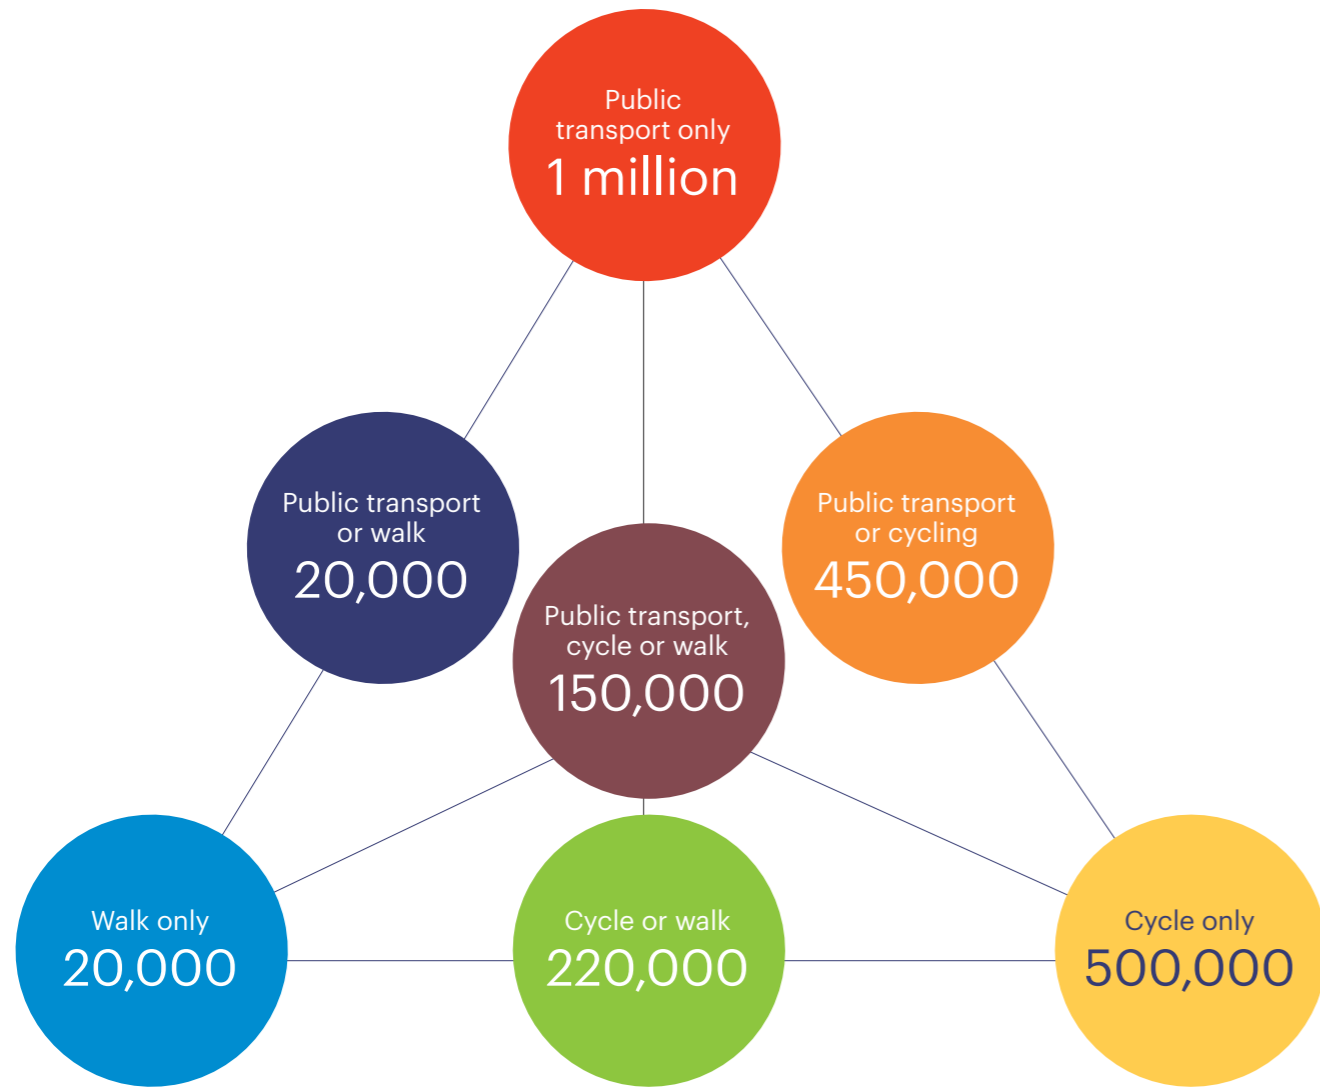 Public
transport only
1 million
Public transport
or walk
20,000
Public transport
or cycling
450,000
Public transport,
cycle or walk
150,000
Walk only
20,000
Cycle or walk
220,000
Cycle only
500,000